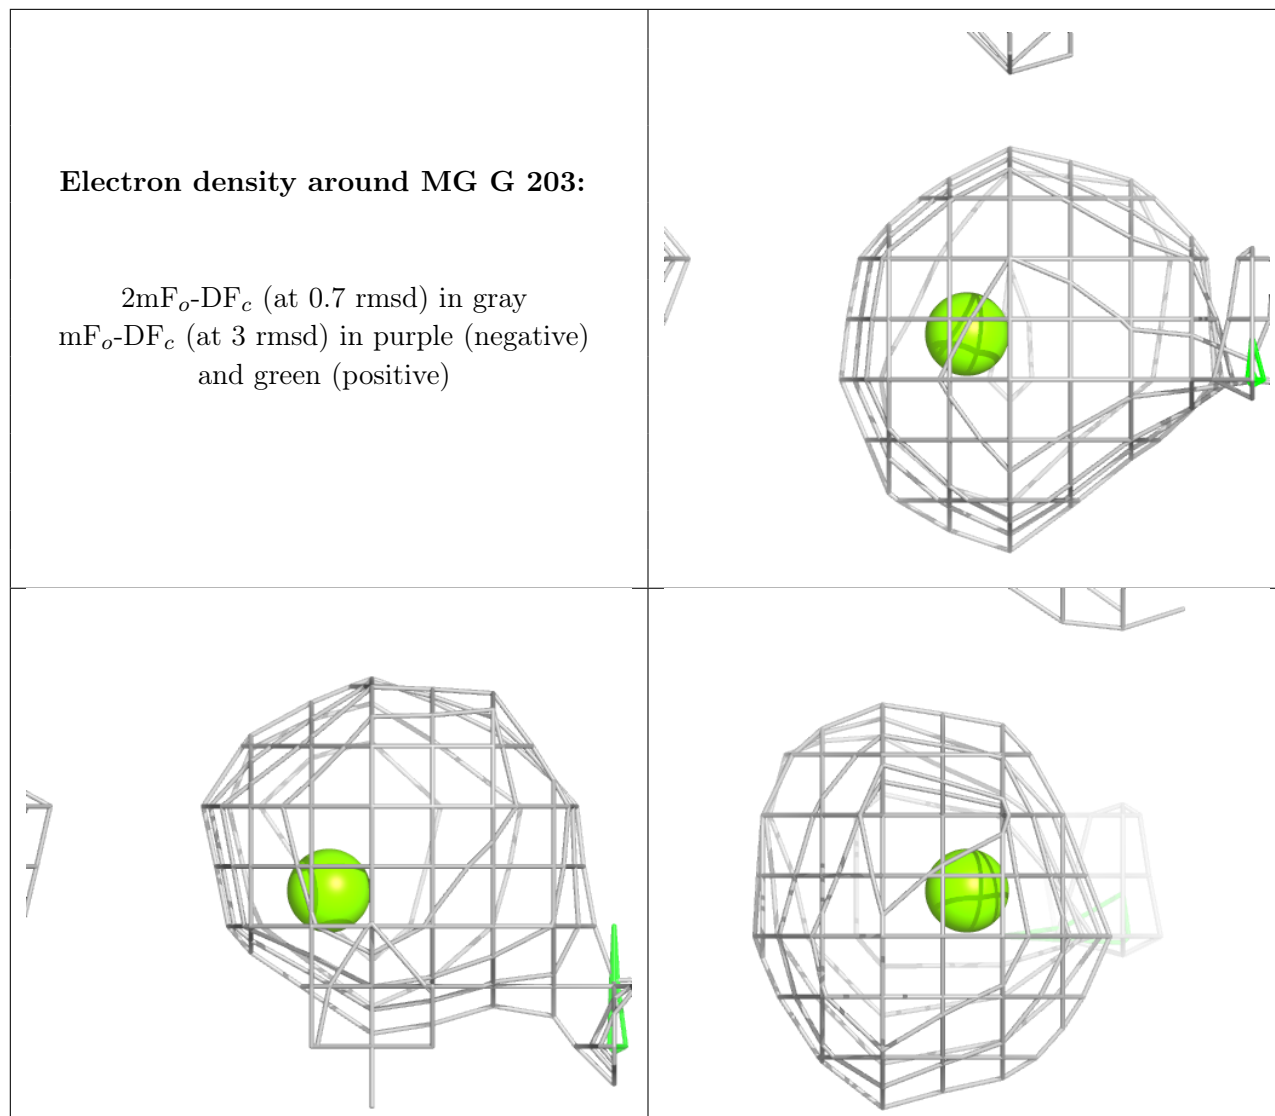 Electron density around MG G 203:
2mFo-DFc (at 0.7 rmsd) in gray
mFo-DFc (at 3 rmsd) in purple (negative)
and green (positive)